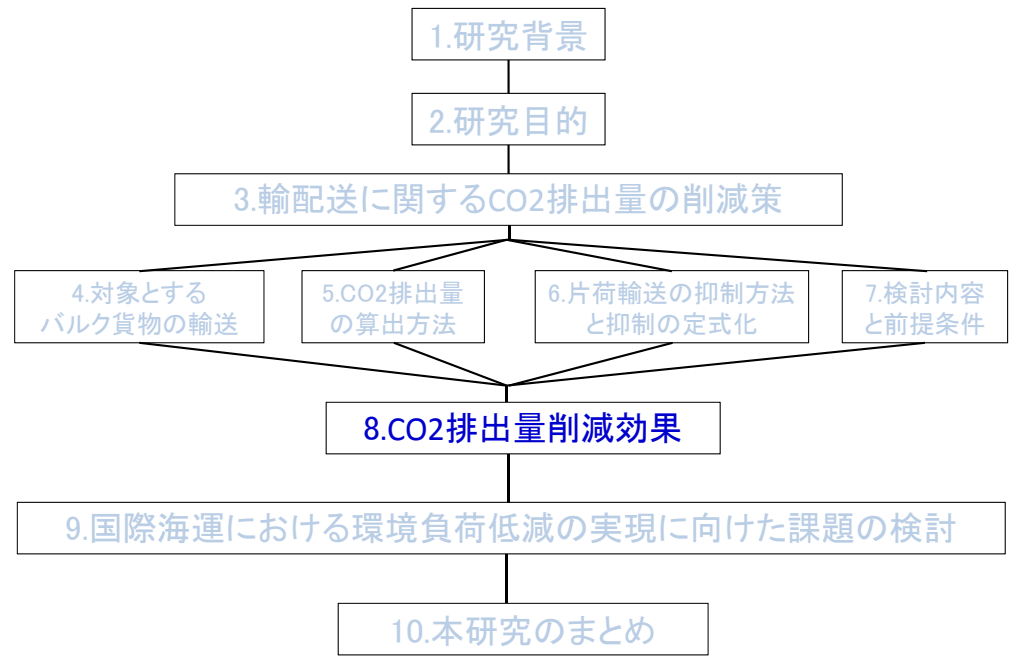 1.研究背景
2.研究目的
3.輸配送に関するCO2排出量の削減策
4.対象とする
バルク貨物の輸送
5.CO2排出量
の算出方法
6.片荷輸送の抑制方法
と抑制の定式化
7.検討内容
と前提条件
8.CO2排出量削減効果
9.国際海運における環境負荷低減の実現に向けた課題の検討
10.本研究のまとめ